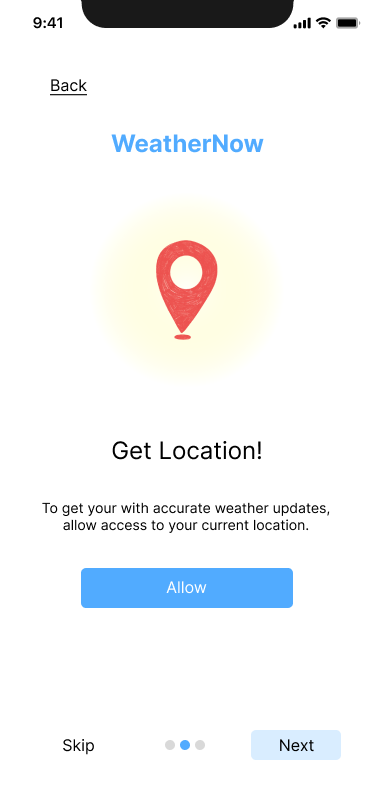 9:41
Back
WeatherNow
Get Location!
To get your with accurate weather updates,
allow access to your current location.
Allow
Skip
Next